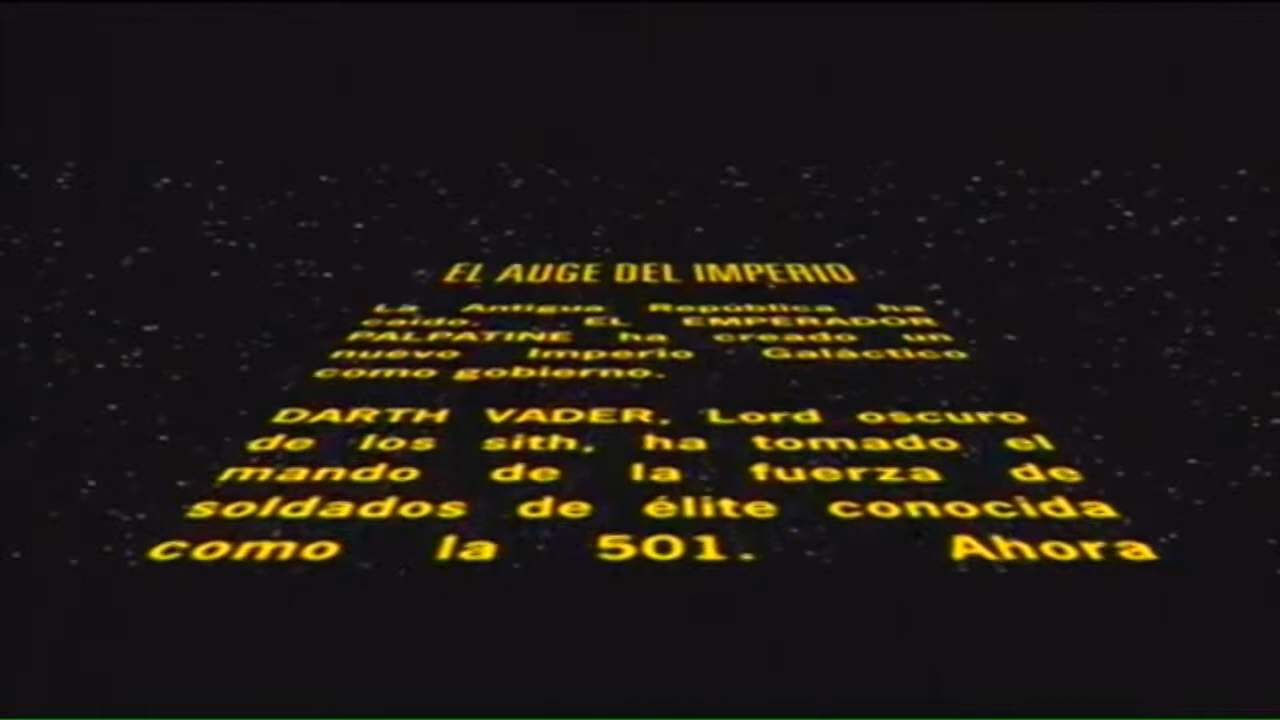 EL AUGE DEL IMPERIO
La Antigua República ha
caído. EL EMPERADOR
PALPATINE ha creado un
nuevo Imperio Galáctico
como gobierno.
DARTH VADER, Lord oscuro
de los sith, ha tomado el
mando de la fuerza de
soldados de élite conocida
como la 501. Ahora